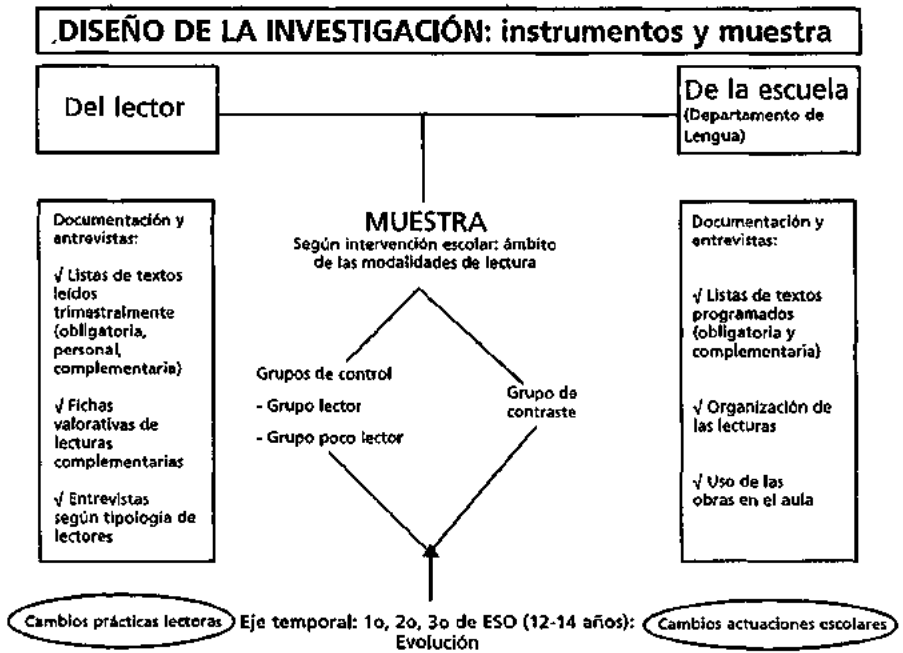 DISEÑO DE LA INVESTIGACIÓN: instrumentos y muestra
Del lector
De la escuela
(Departamento de
Lengua)
Documentación y
entrevistas:
√ Listas de textos
leídos
trimestralmente
(obligatoria,
personal,
complementaria)
√ Fichas
valorativas de
lecturas
complementarias
√ Entrevistas
según tipología de
lectores
MUESTRA
Según intervención escolar: ámbito
de las modalidades de lectura
Grupos de control
- Grupo lector
- Grupo poco lector
Grupo de
contraste
Documentación y
entrevistas:
√ Listas de textos
programados
(obligatoria y
complementaria)
√ Organización de
las lecturas
√ Uso de las
obras en el aula
Cambios prácticas lectoras
Eje temporal: 1o, 2o, 3o de ESO (12-14 años):
Evolución
Cambios actuaciones escolares